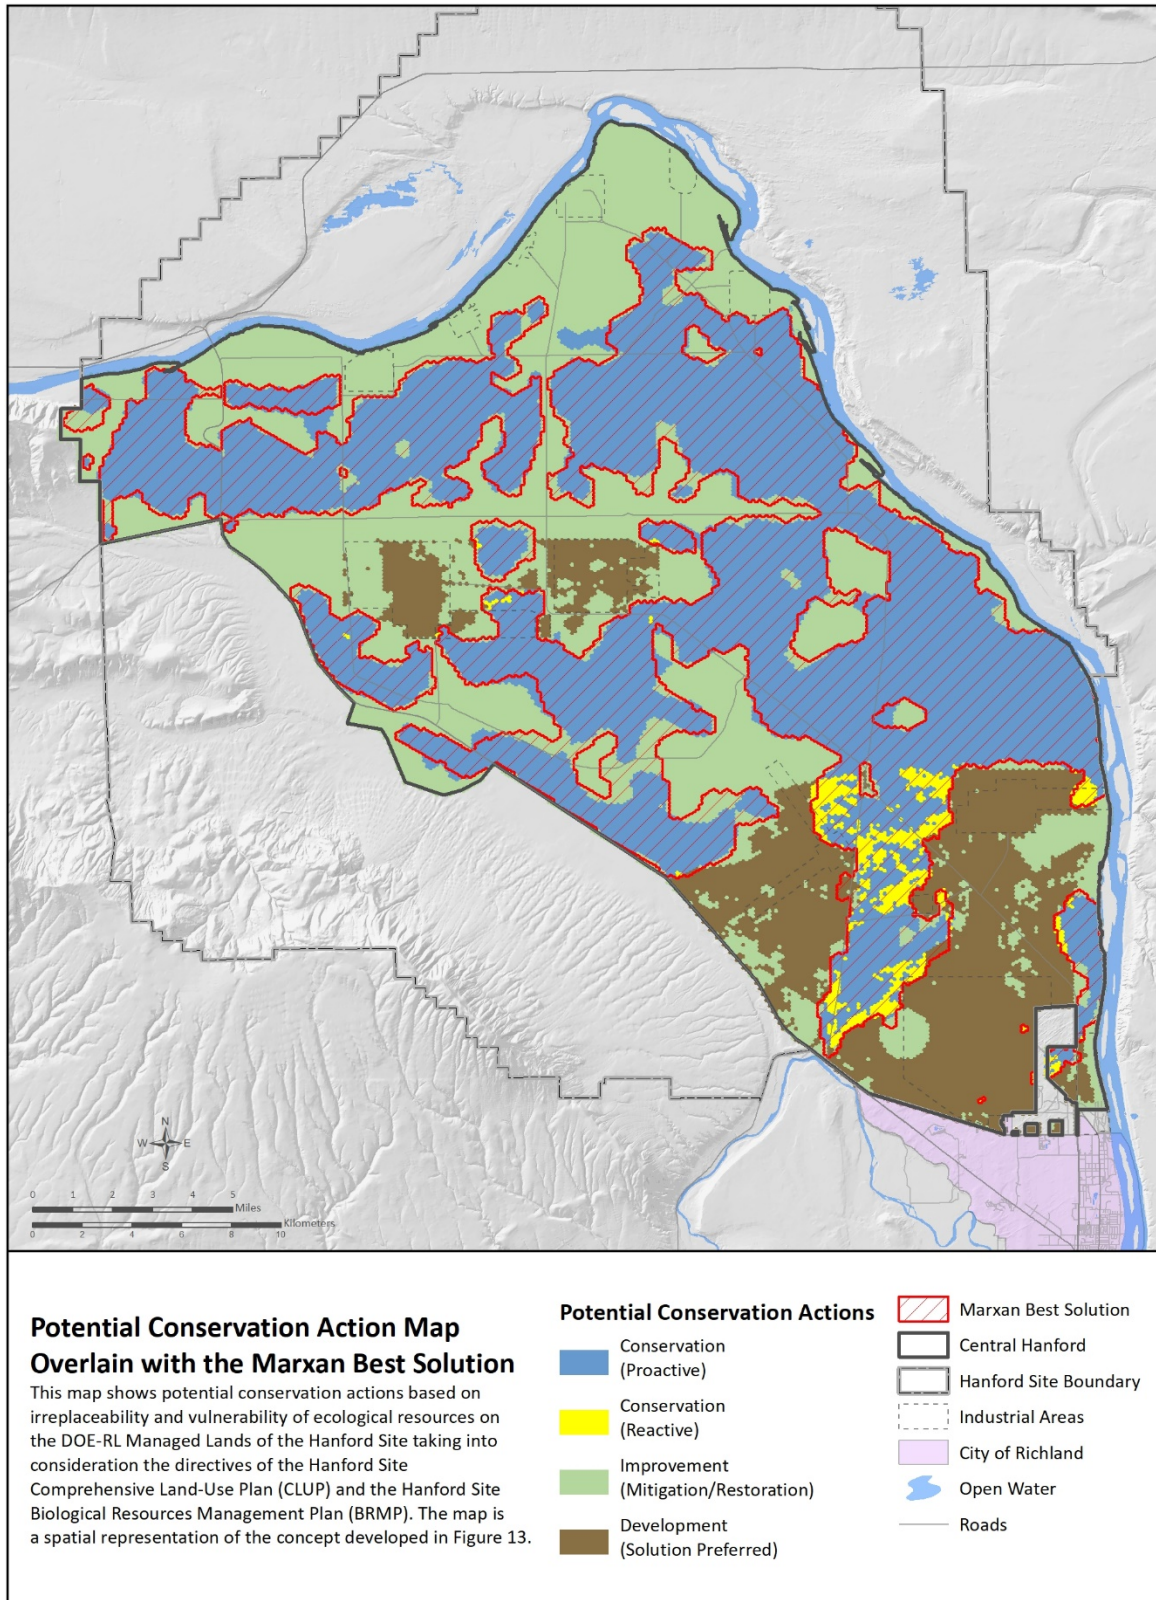 N
W
E
S
0 1 2 3 4 5
Miles
Kilometers
0 2 4 6 8 10
Potential Conservation Action Map
Overlain with the Marxan Best Solution
This map shows potential conservation actions based on
irreplaceability and vulnerability of ecological resources on
the DOE-RL Managed Lands of the Hanford Site taking into
consideration the directives of the Hanford Site
Comprehensive Land-Use Plan (CLUP) and the Hanford Site
Biological Resources Management Plan (BRMP). The map is
a spatial representation of the concept developed in Figure 13.
Potential Conservation Actions
Conservation
(Proactive)
Conservation
(Reactive)
Improvement
(Mitigation/Restoration)
Development
(Solution Preferred)
Marxan Best Solution
Central Hanford
Hanford Site Boundary
Industrial Areas
City of Richland
Open Water
Roads